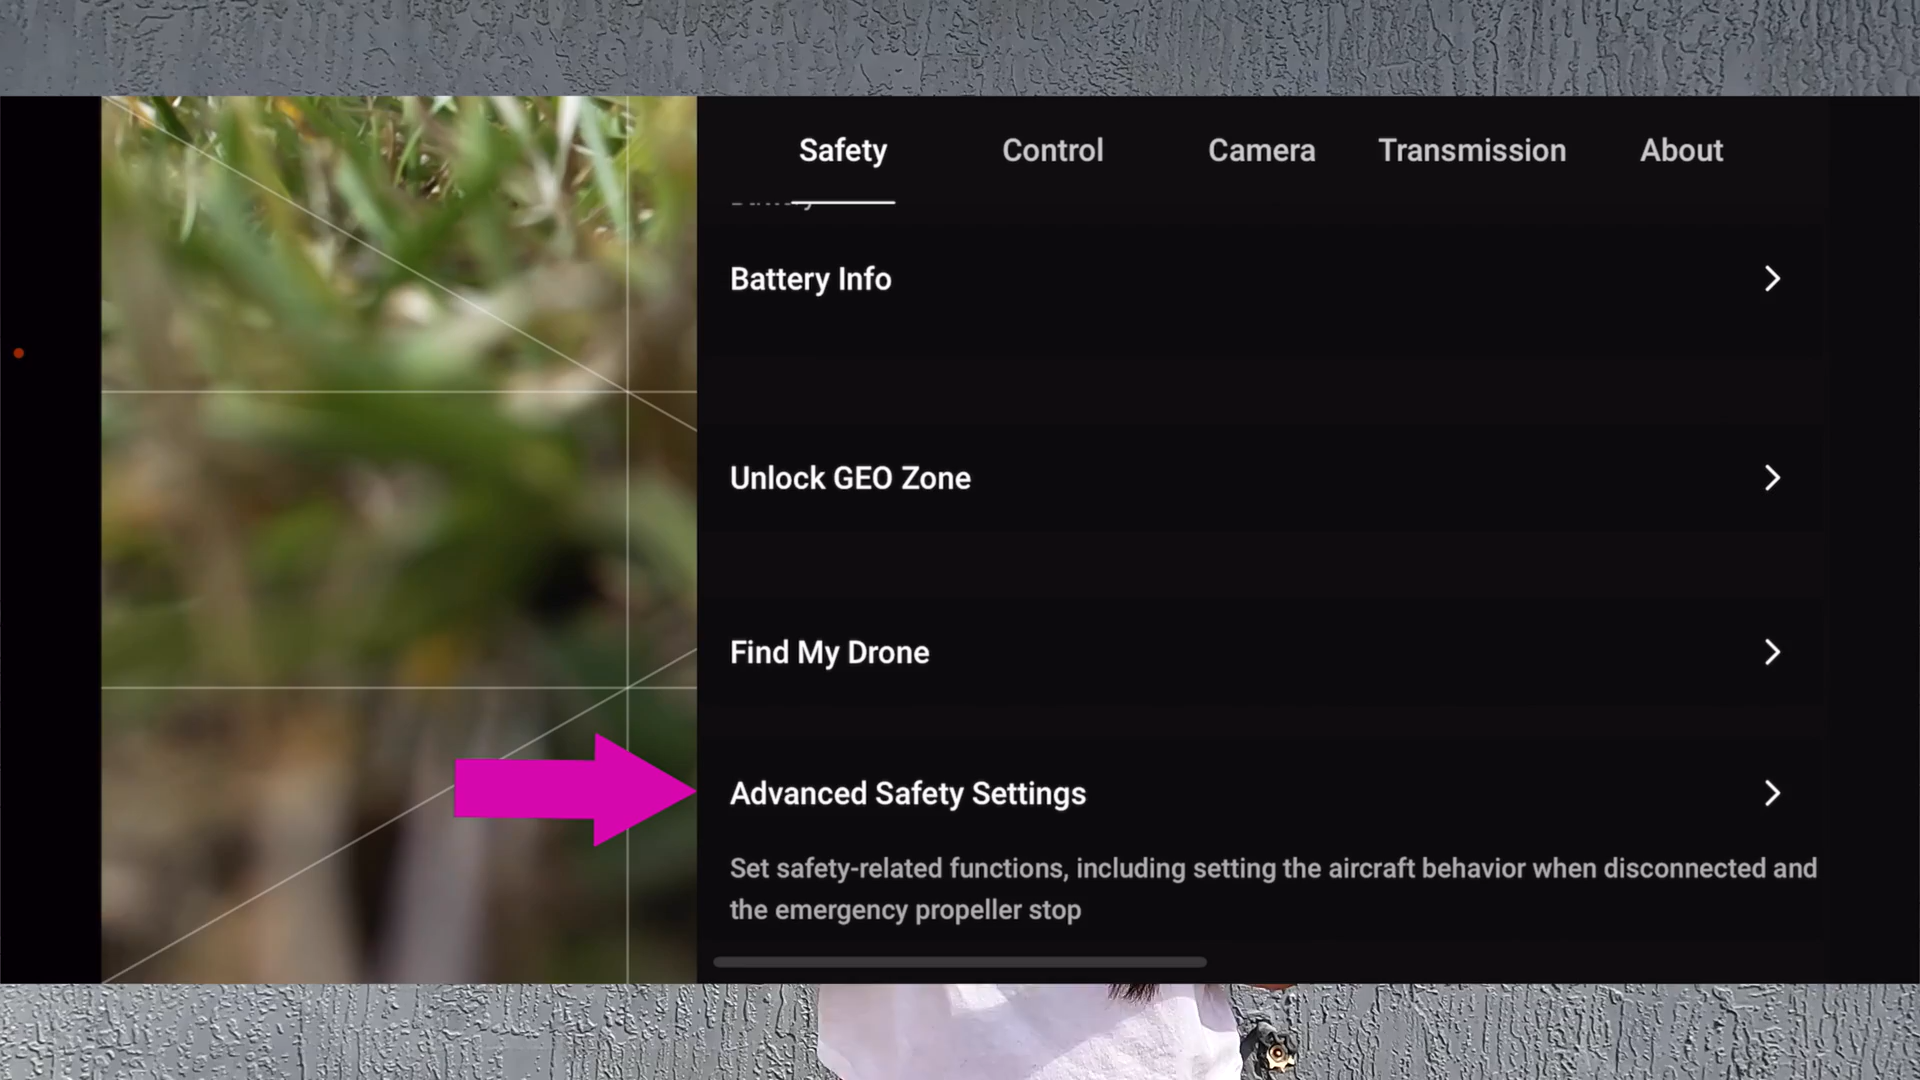 Safety Control Camera Transmission About
Battery Info
Unlock GEO Zone
Find My Drone
Advanced Safety Settings
Set safety-related functions, including setting the aircraft behavior when disconnected and
the emergency propeller stop